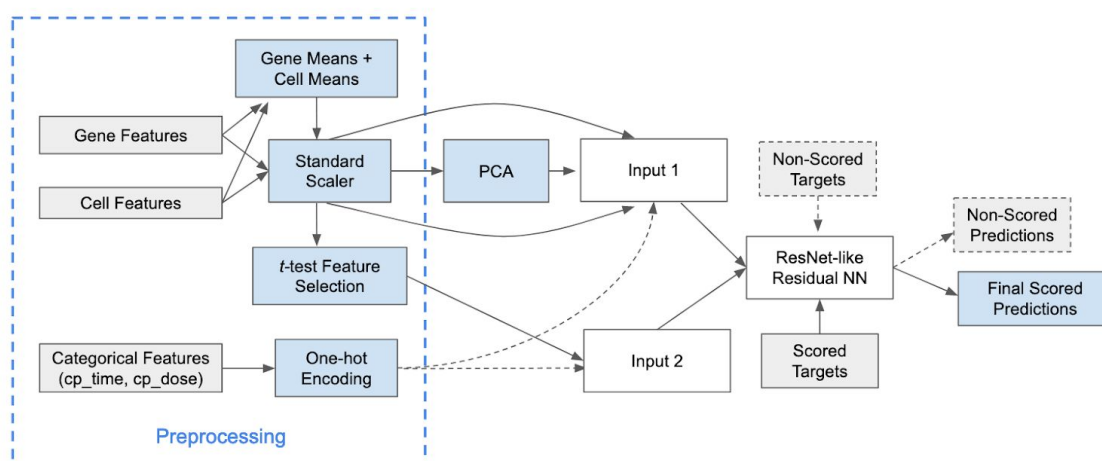 Gene Means +
Cell Means
Gene Features
Cell Features
Standard
Scaler
PCA
Input 1
Non-Scored
Targets
Non-Scored
Predictions
ResNet-like
Residual NN
Final Scored
Predictions
t-test Feature
Selection
Categorical Features
(cp_time, cp_dose)
One-hot
Encoding
Input 2
Scored
Targets
Preprocessing